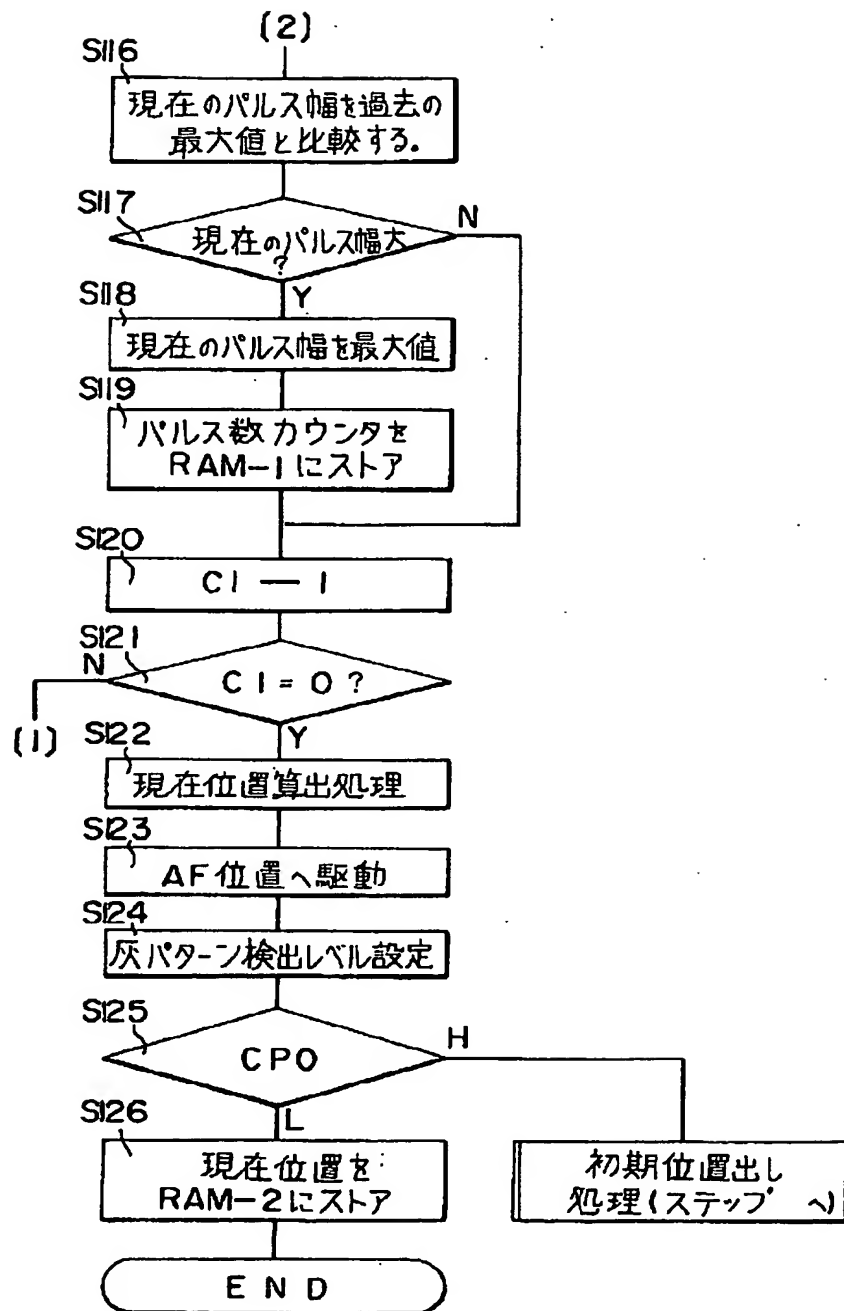 (2)
S116
現在のパルス幅を過去の
最大値と比較する.
S117
N
現在のパルス幅大
?
Y
S118
現在のパルス幅を最大値
S119
パルス数カウンタを
RAM-1にストア
S120
C1 — 1
S121
N
C1=0?
(1)
Y
S122
現在位置算出処理
S123
AF位置へ駆動
S124
灰パターン検出レベル設定
S125
H
CPO
L
S126
現在位置を
RAM-2にストア
初期位置出し
処理(ステップ へ)
END